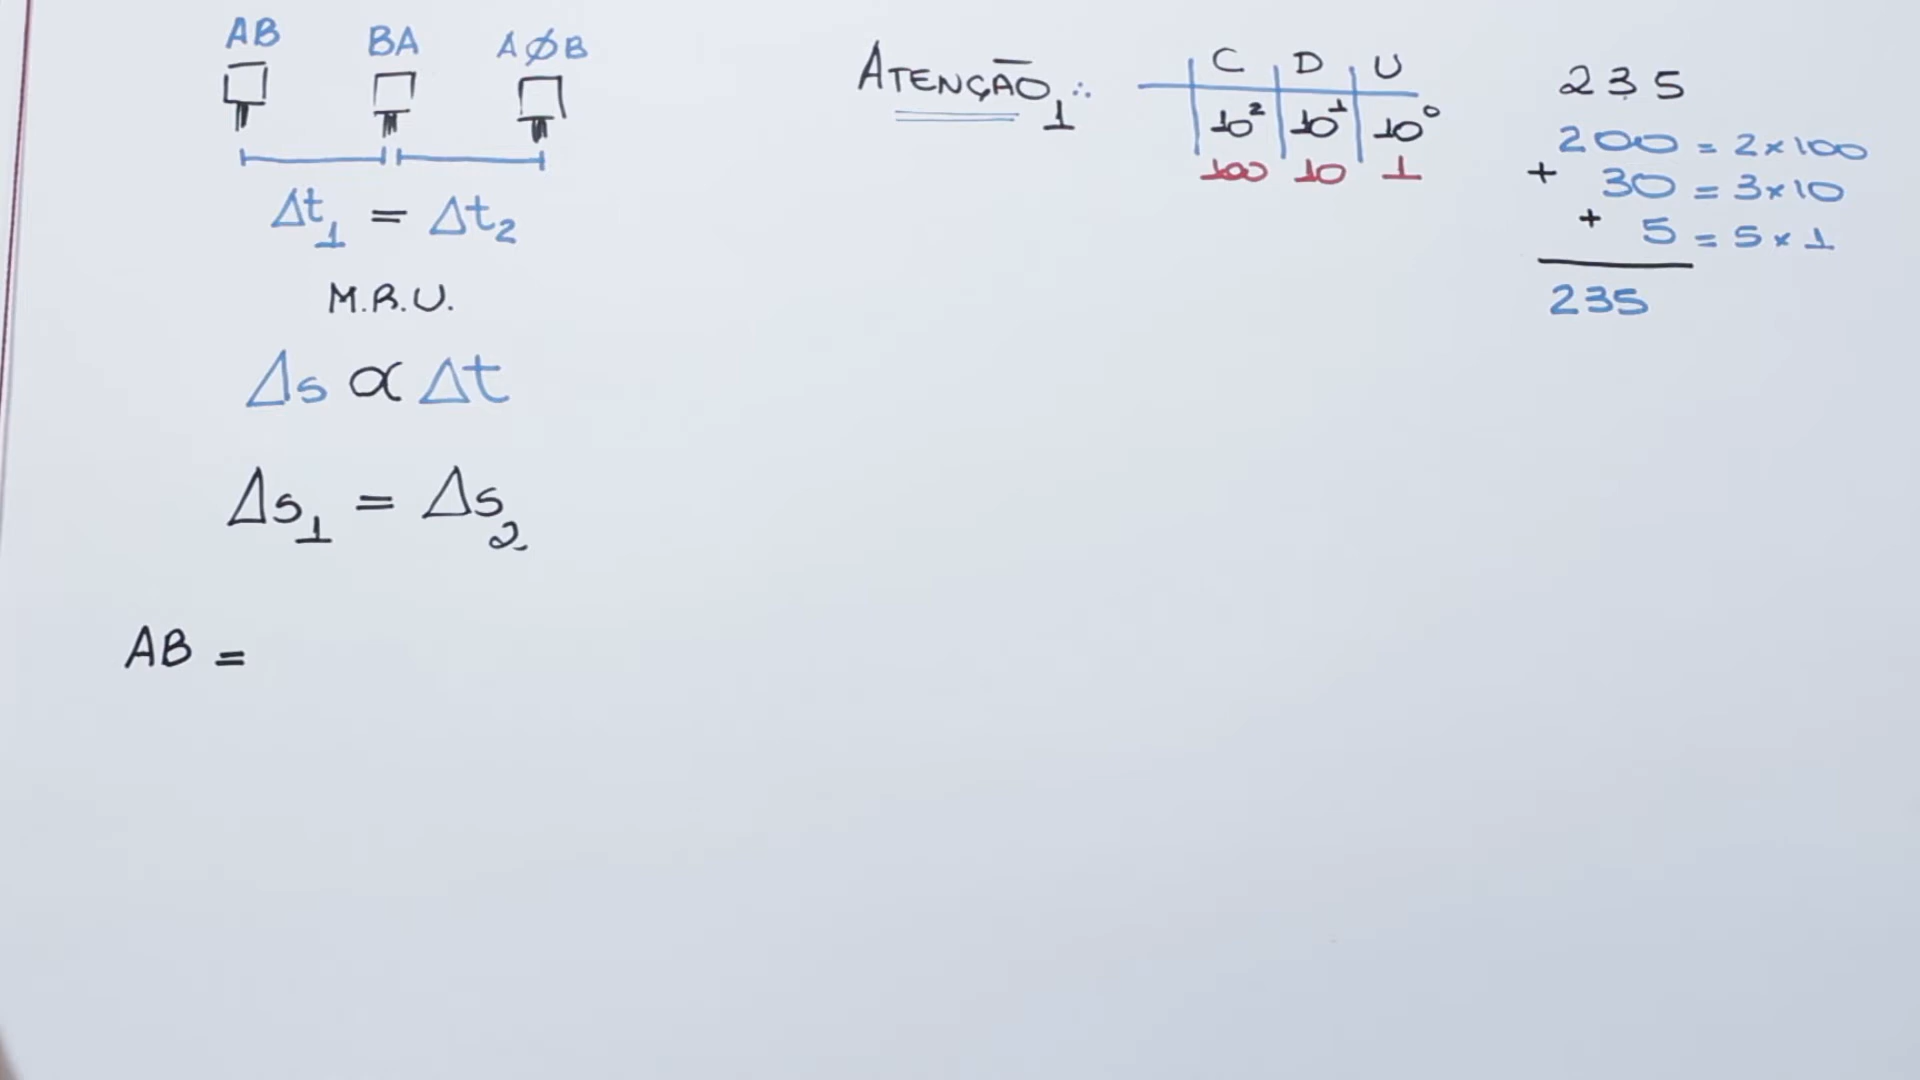 AB BA AØB
Δt₁ = Δt₂
M.R.U.
Δs ∝ Δt
Δs₁ = Δs₂
AB =
ATENÇÃO₁ ∴
C D U
10² 10¹ 10⁰
100 10 1
235
200 = 2 × 100
+ 30 = 3 × 10
+ 5 = 5 × 1
235